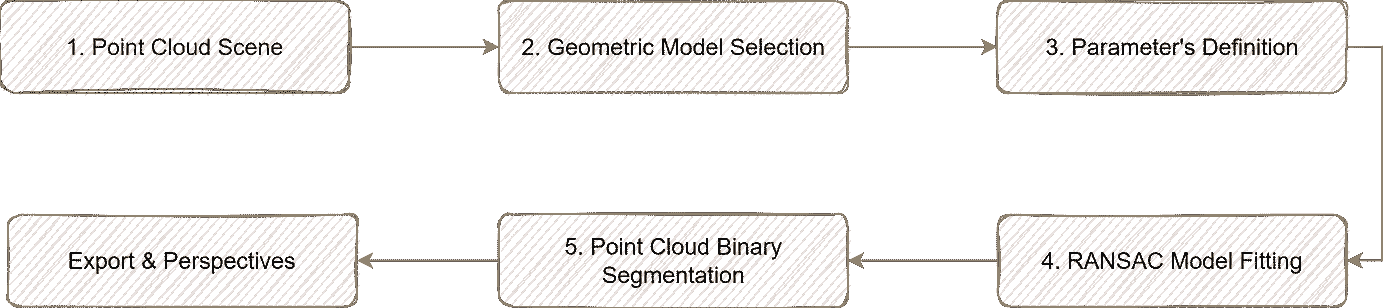 1. Point Cloud Scene
2. Geometric Model Selection
3. Parameter's Definition
4. RANSAC Model Fitting
5. Point Cloud Binary
Segmentation
Export & Perspectives